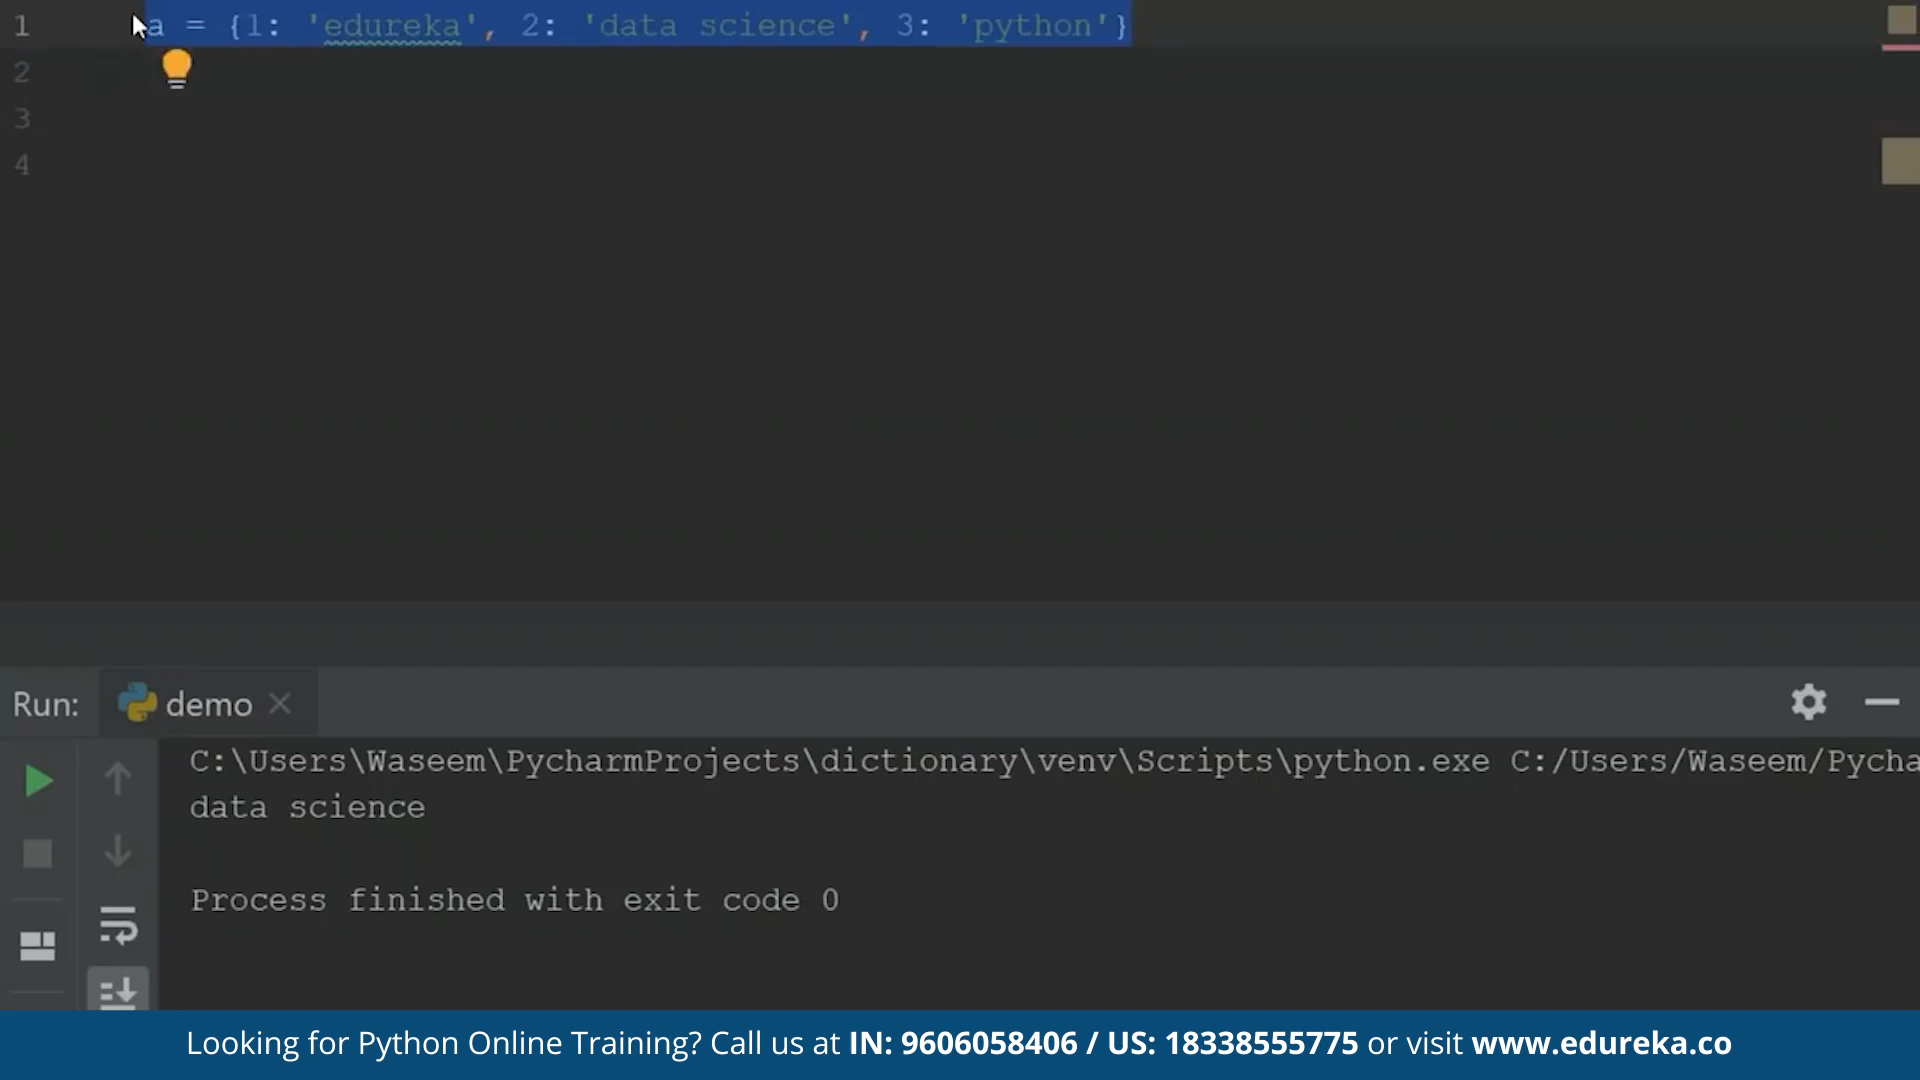 1 a = {1: 'edureka', 2: 'data science', 3: 'python'}
2
3
4
Run: demo
C:\Users\Waseem\PycharmProjects\dictionary\venv\Scripts\python.exe C:/Users/Waseem/Pycha
data science
Process finished with exit code 0
Looking for Python Online Training? Call us at IN: 9606058406 / US: 18338555775 or visit www.edureka.co